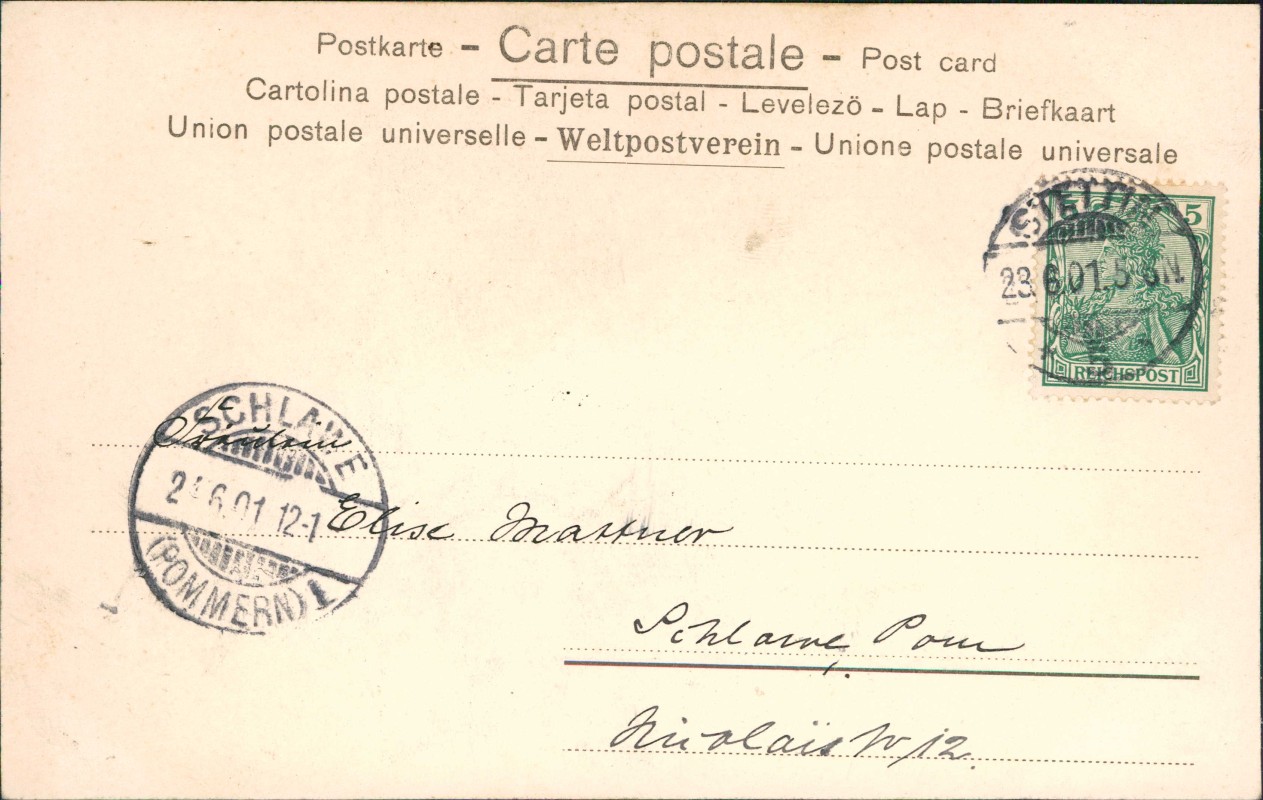 Postkarte - Carte postale - Post card
Cartolina postale - Tarjeta postal - Levelezö - Lap - Briefkaart
Union postale universelle - Weltpostverein - Unione postale universale
STETTIN
23.6.01.5-6N.
5
REICHSPOST
SCHLAWE
6.01 12-1
(POMMERN) 1
Fräulein
Elise Mattner
Schlawe, Pom
12.